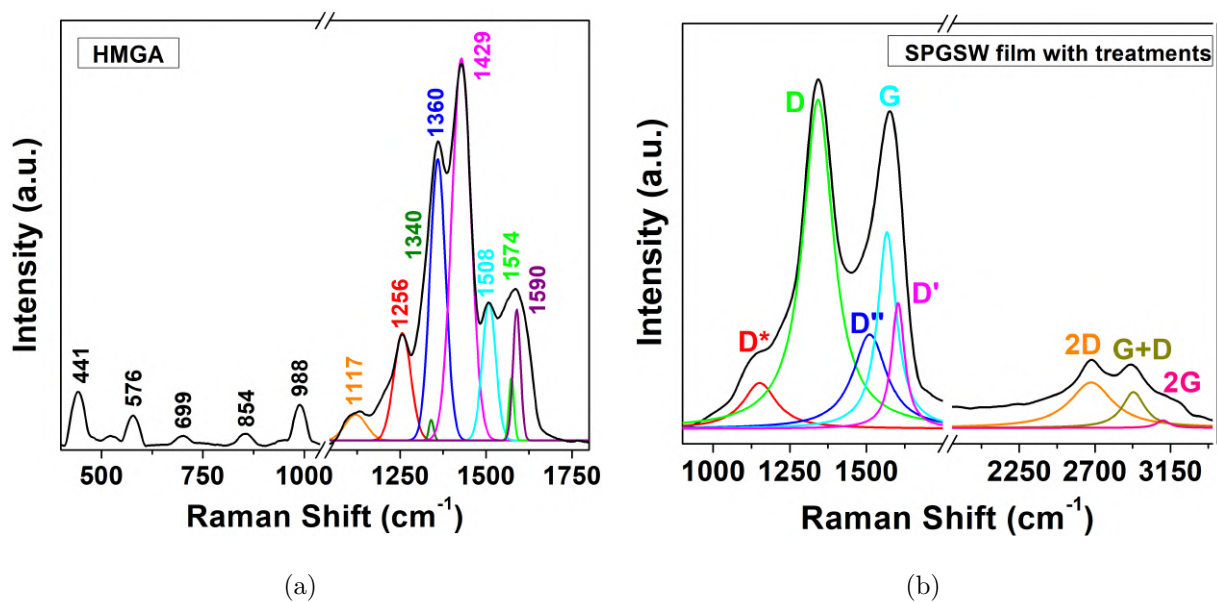 HMGA
Intensity (a.u.)
441
576
699
854
988
1117
1256
1340
1360
1429
1508
1574
1590
500
750
1000
1250
1500
1750
Raman Shift (cm⁻¹)
(a)
SPGSW film with treatments
Intensity (a.u.)
D*
D
D"
G
D'
2D
G+D
2G
1000
1250
1500
2250
2700
3150
Raman Shift (cm⁻¹)
(b)